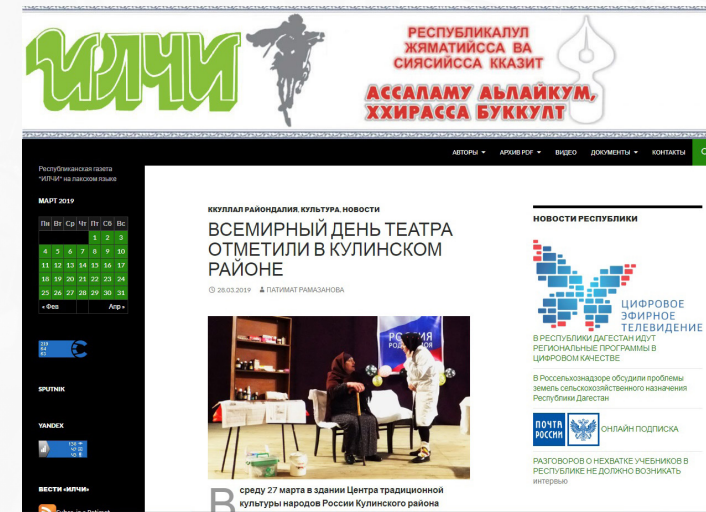 ИЛЧИ
РЕСПУБЛИКАЛУЛ
ЖЯМАТИЙССА ВА
СИЯСИЙССА ККАЗИТ
АССАЛАМУ АЬЛАЙКУМ,
ХХИРАССА БУККУЛТ
АВТОРЫ АРХИВ PDF ВИДЕО ДОКУМЕНТЫ КОНТАКТЫ
Республиканская газета
"ИЛЧИ" на лакском языке
МАРТ 2019
Пн Вт Ср Чт Пт Сб Вс
1 2 3
4 5 6 7 8 9 10
11 12 13 14 15 16 17
18 19 20 21 22 23 24
25 26 27 28 29 30 31
« Фев Апр »
SPUTNIK
YANDEX
ВЕСТИ «ИЛЧИ»
ККУЛЛАЛ РАЙОНДАЛИЯ, КУЛЬТУРА, НОВОСТИ
ВСЕМИРНЫЙ ДЕНЬ ТЕАТРА
ОТМЕТИЛИ В КУЛИНСКОМ
РАЙОНЕ
28.03.2019 ПАТИМАТ РАМАЗАНОВА
РОССИЯ
В среду 27 марта в здании Центра традиционной
культуры народов России Кулинского района
НОВОСТИ РЕСПУБЛИКИ
ЦИФРОВОЕ
ЭФИРНОЕ
ТЕЛЕВИДЕНИЕ
В РЕСПУБЛИКИ ДАГЕСТАН ИДУТ
РЕГИОНАЛЬНЫЕ ПРОГРАММЫ В
ЦИФРОВОМ КАЧЕСТВЕ
В Россельхознадзоре обсудили проблемы
земель сельскохозяйственного назначения
Республики Дагестан
ПОЧТА
РОССИИ
ОНЛАЙН ПОДПИСКА
РАЗГОВОРОВ О НЕХВАТКЕ УЧЕБНИКОВ В
РЕСПУБЛИКЕ НЕ ДОЛЖНО ВОЗНИКАТЬ
интервью